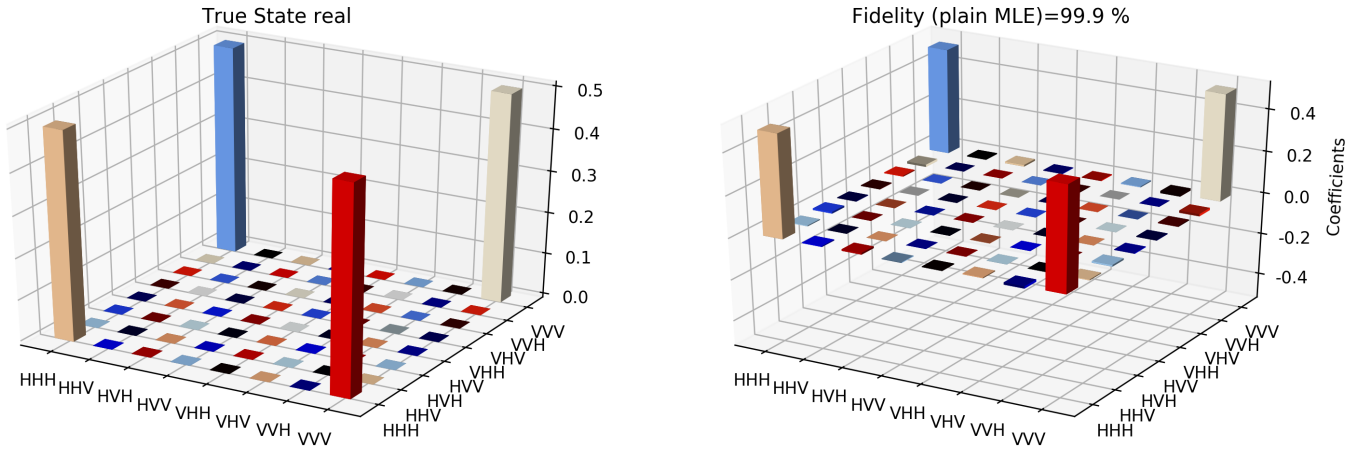 True State real
0.5
0.4
0.3
0.2
0.1
0.0
HHH
HHV
HVH
HVV
VHH
VHV
VVH
VVV
HHH
HHV
HVH
HVV
VHH
VHV
VVH
VVV
Fidelity (plain MLE)=99.9 %
0.4
0.2
0.0
-0.2
-0.4
Coefficients
HHH
HHV
HVH
HVV
VHH
VHV
VVH
VVV
HHH
HHV
HVH
HVV
VHH
VHV
VVH
VVV